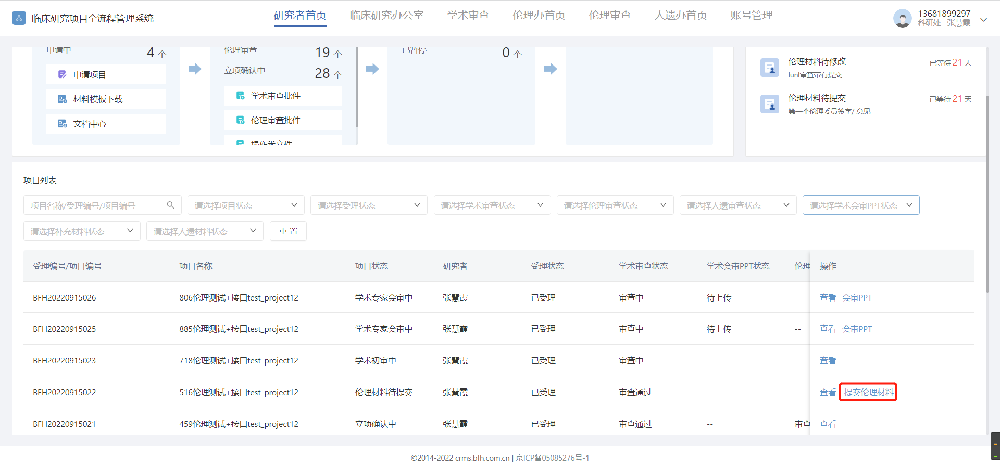 临床研究项目全流程管理系统
研究者首页 临床研究办公室 学术审查 伦理办首页 伦理审查 人遗办首页 账号管理
13681899297
科研处--张慧霞
申请中 4 个
申请项目
材料模板下载
文档中心
伦理审查 19 个
立项确认中 28 个
学术审查批件
伦理审查批件
操作类文件
已暂停 0 个
伦理材料待修改 已等待 21 天
lunl审查带有提交
伦理材料待提交 已等待 21 天
第一个伦理委员签字/ 意见
项目列表
项目名称/受理编号/项目编号 请选择项目状态 请选择受理状态 请选择学术审查状态 请选择伦理审查状态 请选择人遗审查状态 请选择学术会审PPT状态
请选择补充材料状态 请选择人遗材料状态 重 置
受理编号/项目编号 项目名称 项目状态 研究者 受理状态 学术审查状态 学术会审PPT状态 伦理 操作
BFH20220915026 806伦理测试+接口test_project12 学术专家会审中 张慧霞 已受理 审查中 待上传 -- 查看 会审PPT
BFH20220915025 885伦理测试+接口test_project12 学术专家会审中 张慧霞 已受理 审查中 待上传 -- 查看 会审PPT
BFH20220915023 718伦理测试+接口test_project12 学术初审中 张慧霞 已受理 审查中 -- -- 查看
BFH20220915022 516伦理测试+接口test_project12 伦理材料待提交 张慧霞 已受理 审查通过 -- -- 查看 提交伦理材料
BFH20220915021 459伦理测试+接口test_project12 立项确认中 张慧霞 已受理 审查通过 -- 审查 查看
©2014-2022 crms.bfh.com.cn | 京ICP备05085276号-1